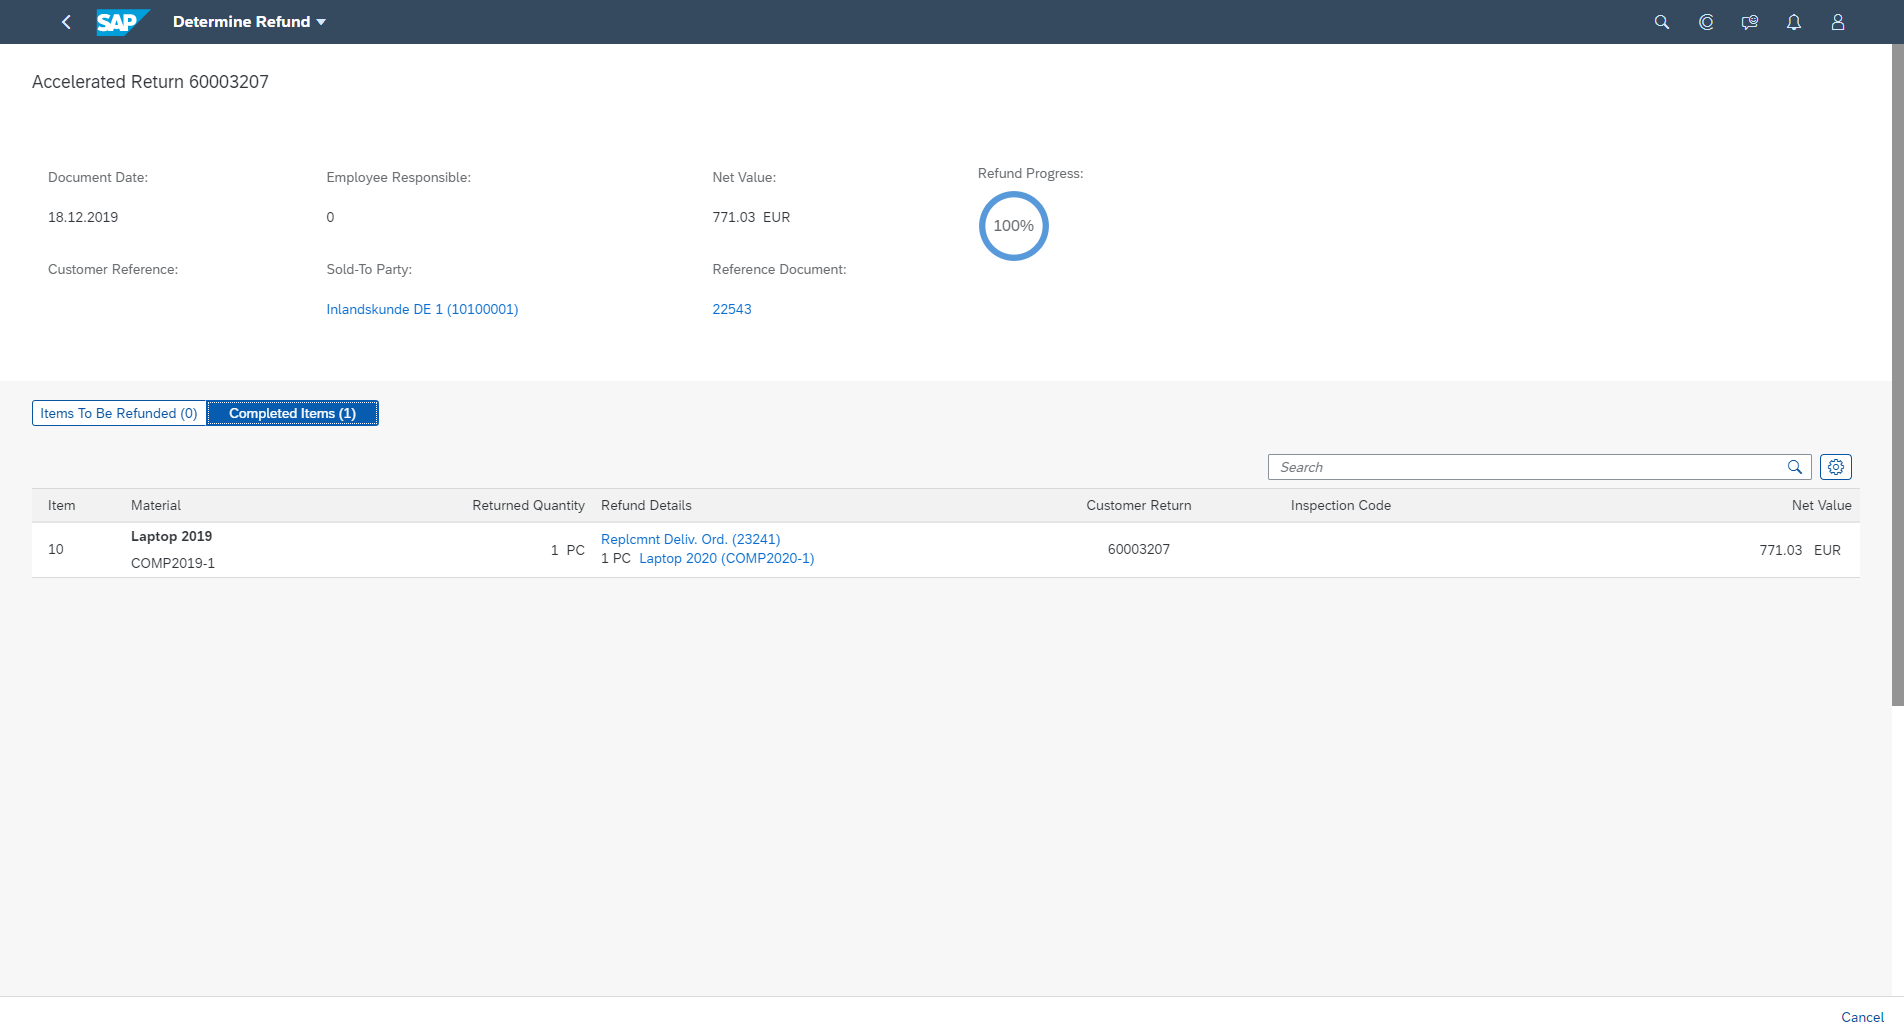 SAP Determine Refund
Accelerated Return 60003207
Document Date: Employee Responsible: Net Value: Refund Progress:
18.12.2019 0 771.03 EUR 100%
Customer Reference: Sold-To Party: Reference Document:
Inlandskunde DE 1 (10100001) 22543
Items To Be Refunded (0) Completed Items (1)
Search
Item Material Returned Quantity Refund Details Customer Return Inspection Code Net Value
Laptop 2019 Replcmnt Deliv. Ord. (23241)
10 1 PC 60003207 771.03 EUR
COMP2019-1 1 PC Laptop 2020 (COMP2020-1)
Cancel